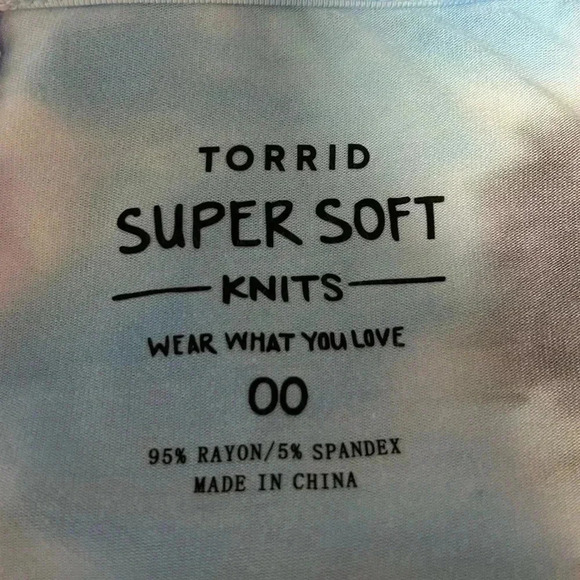 TORRID
SUPER SOFT
KNITS
WEAR WHAT YOU LOVE
00
95% RAYON/5% SPANDEX
MADE IN CHINA